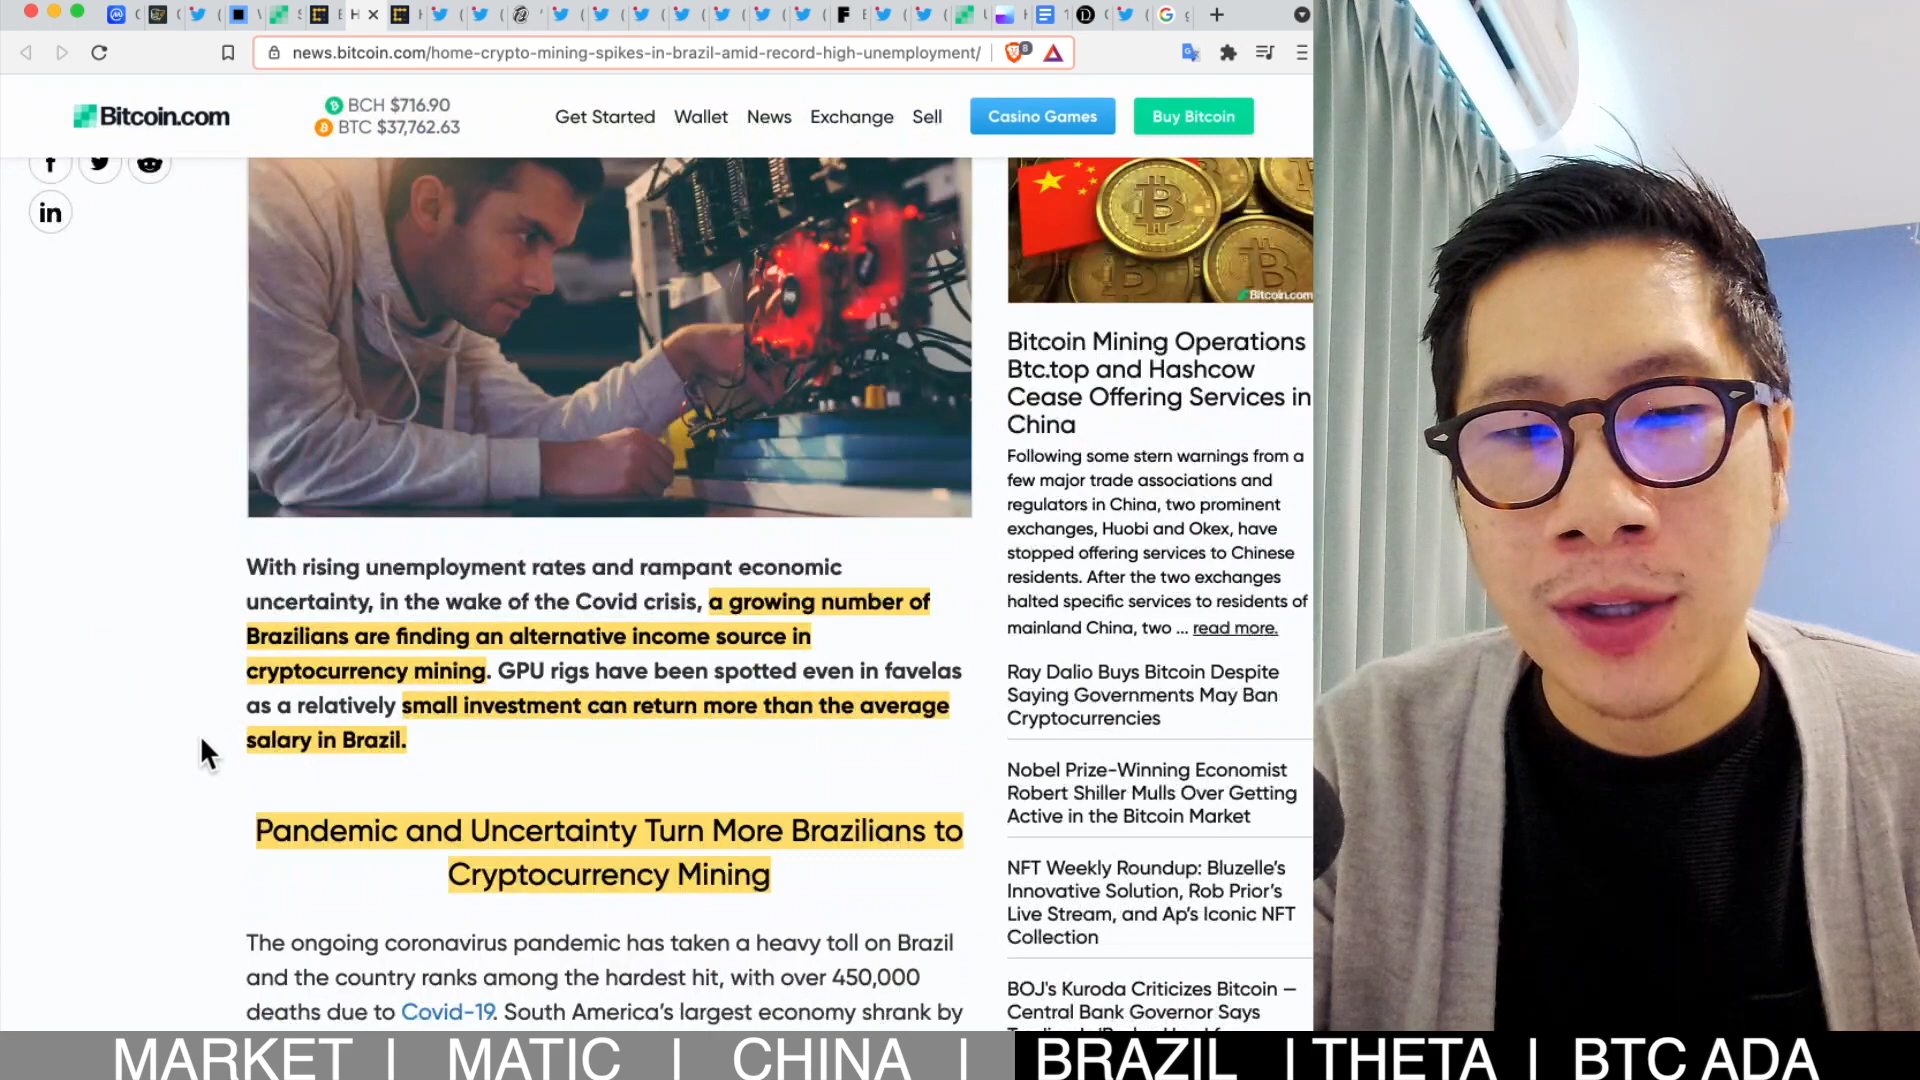 news.bitcoin.com/home-crypto-mining-spikes-in-brazil-amid-record-high-unemployment/
8
Bitcoin.com
BCH $716.90
BTC $37,762.63
Get Started
Wallet
News
Exchange
Sell
Casino Games
Buy Bitcoin
With rising unemployment rates and rampant economic
uncertainty, in the wake of the Covid crisis, a growing number of
Brazilians are finding an alternative income source in
cryptocurrency mining. GPU rigs have been spotted even in favelas
as a relatively small investment can return more than the average
salary in Brazil.
Pandemic and Uncertainty Turn More Brazilians to
Cryptocurrency Mining
The ongoing coronavirus pandemic has taken a heavy toll on Brazil
and the country ranks among the hardest hit, with over 450,000
deaths due to Covid-19. South America's largest economy shrank by
Bitcoin.com
Bitcoin Mining Operations
Btc.top and Hashcow
Cease Offering Services in
China
Following some stern warnings from a
few major trade associations and
regulators in China, two prominent
exchanges, Huobi and Okex, have
stopped offering services to Chinese
residents. After the two exchanges
halted specific services to residents of
mainland China, two ... read more.
Ray Dalio Buys Bitcoin Despite
Saying Governments May Ban
Cryptocurrencies
Nobel Prize-Winning Economist
Robert Shiller Mulls Over Getting
Active in the Bitcoin Market
NFT Weekly Roundup: Bluzelle's
Innovative Solution, Rob Prior's
Live Stream, and Ap's Iconic NFT
Collection
BOJ's Kuroda Criticizes Bitcoin —
Central Bank Governor Says
MARKET | MATIC | CHINA | BRAZIL | THETA | BTC ADA